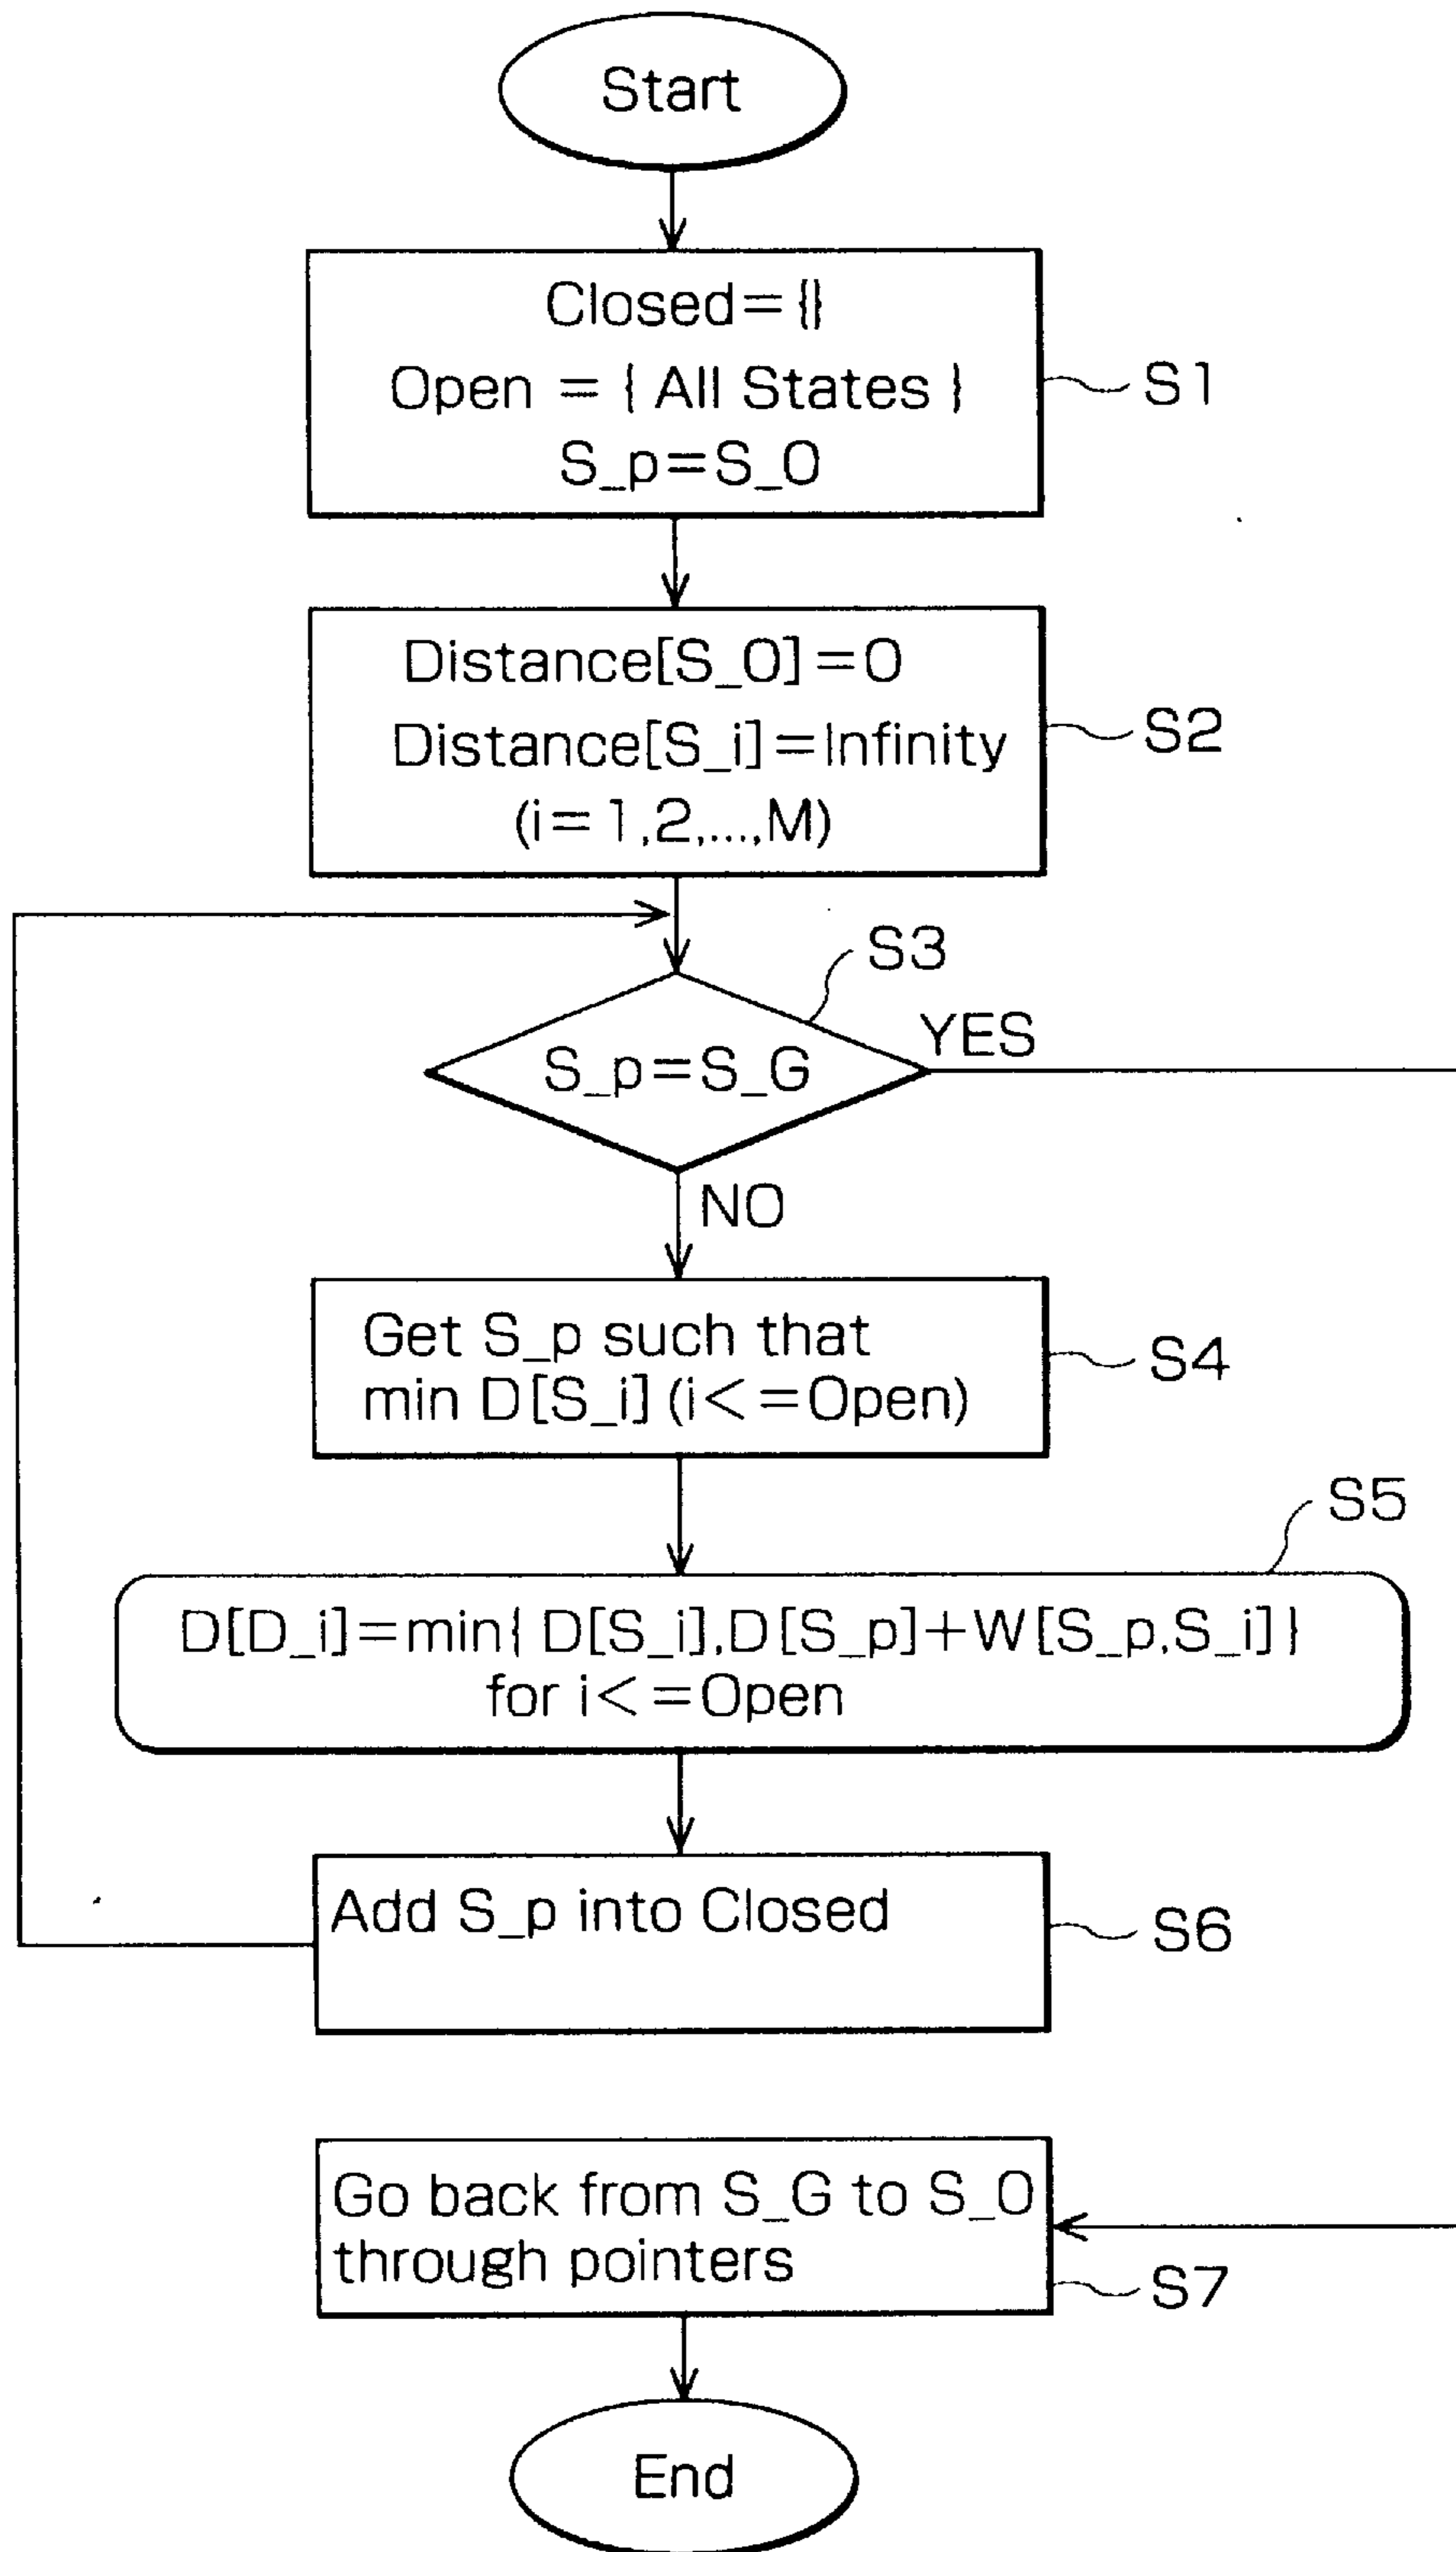 Start
Closed={}
Open = { All States }
S_p=S_0
S1
Distance[S_0]=0
Distance[S_i]=Infinity
(i=1,2,...,M)
S2
S3
S_p=S_G
YES
NO
Get S_p such that
min D[S_i] (i<=Open)
S4
S5
D[D_i]=min{ D[S_i],D[S_p]+W[S_p,S_i]}
for i<=Open
Add S_p into Closed
S6
Go back from S_G to S_0
through pointers
S7
End